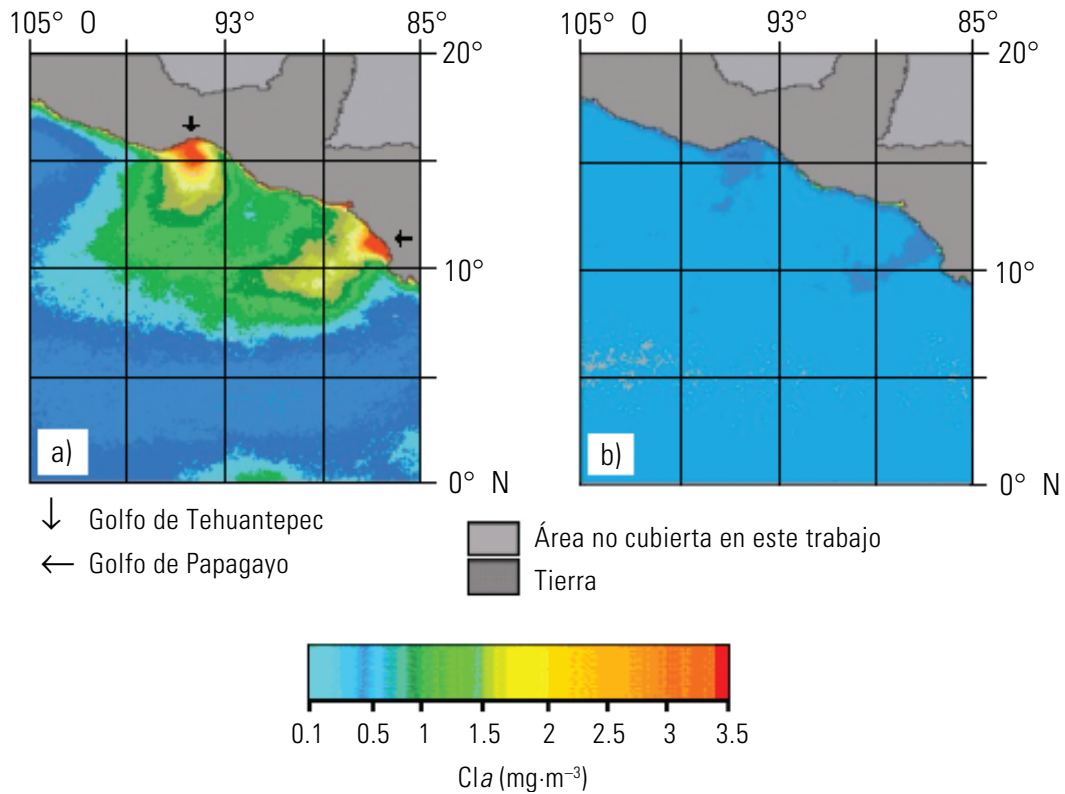 105° O 93° 85°
20°
10°
0° N
a)
105° O 93° 85°
20°
10°
0° N
b)
↓ Golfo de Tehuantepec
← Golfo de Papagayo
Área no cubierta en este trabajo
Tierra
0.1 0.5 1 1.5 2 2.5 3 3.5
Cla (mg·m⁻³)